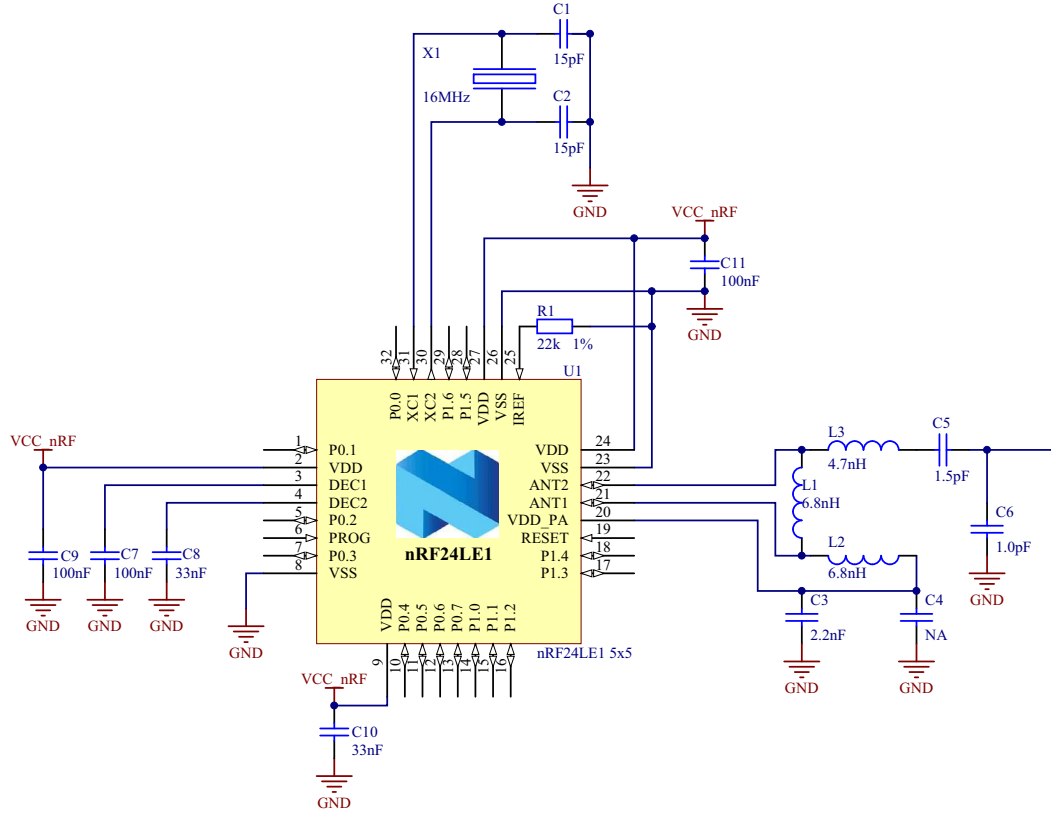 C1
15pF
X1
16MHz
C2
15pF
GND
VCC_nRF
C11
100nF
GND
R1
22k 1%
U1
32
31
30
29
28
27
26
25
P0.0
XC1
XC2
P1.6
P1.5
VDD
VSS
IREF
VCC_nRF
1 P0.1
2 VDD
3 DEC1
4 DEC2
5 P0.2
6 PROG
7 P0.3
8 VSS
VDD 24
VSS 23
ANT2 22
ANT1 21
VDD_PA 20
RESET 19
P1.4 18
P1.3 17
nRF24LE1
L3
4.7nH
C5
1.5pF
L1
6.8nH
L2
6.8nH
C6
1.0pF
GND
C9
100nF
GND
C7
100nF
GND
C8
33nF
GND
GND
C3
2.2nF
GND
C4
NA
GND
VDD
P0.4
P0.5
P0.6
P0.7
P1.0
P1.1
P1.2
9
10
11
12
13
14
15
16
nRF24LE1 5x5
VCC_nRF
C10
33nF
GND